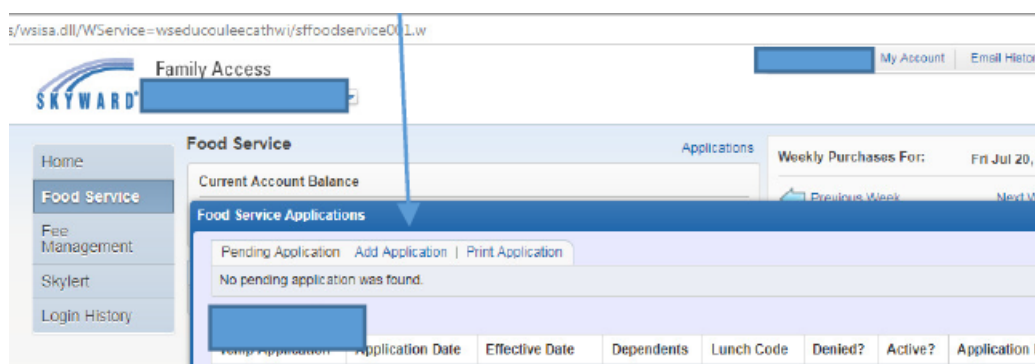 s/wsisa.dll/WService=wseducouleecathwi/sffoodservice001.w
Family Access
My Account | Email Histor
SKYWARD
Food Service
Applications
Weekly Purchases For: Fri Jul 20,
Home
Current Account Balance
Food Service
Previous Week Next W
Food Service Applications
Fee
Management
Pending Application Add Application | Print Application
Skylert
No pending application was found.
Login History
Temp Application Application Date Effective Date Dependents Lunch Code Denied? Active? Application